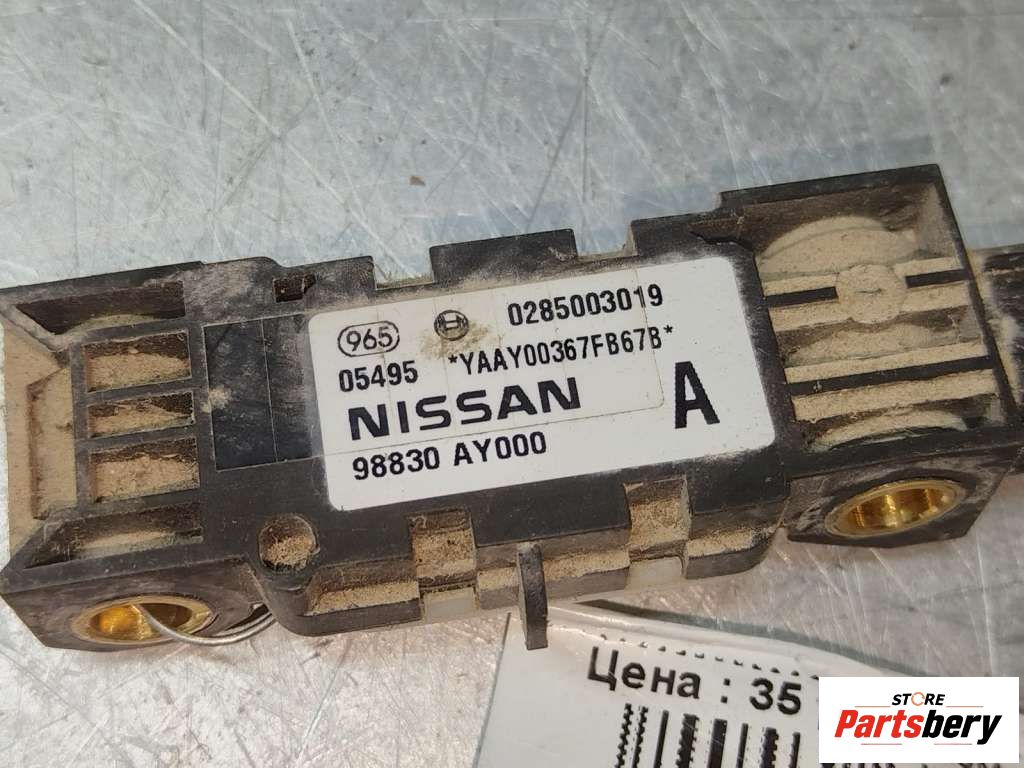 965 0285003019
05495 *YAAY00367FB67B*
NISSAN A
98830 AY000
Цена : 35
STORE
Partsbery